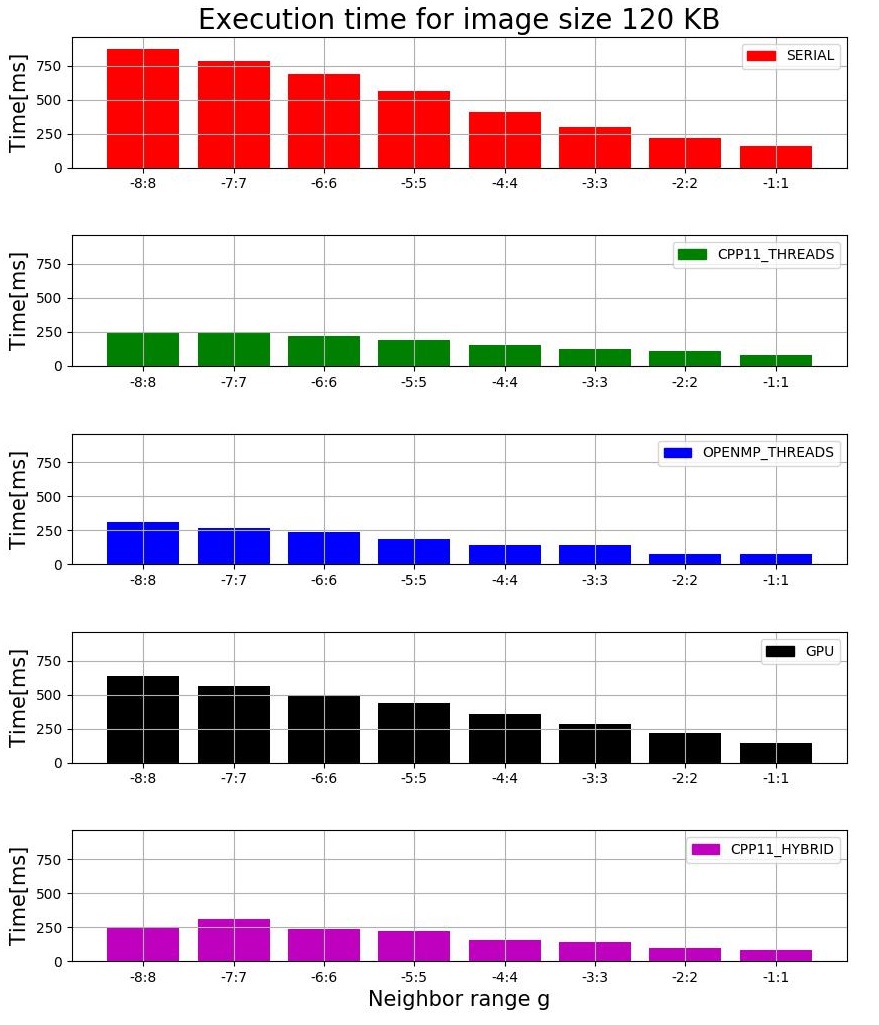 Execution time for image size 120 KB
Time[ms]
750
500
250
0
SERIAL
-8:8 -7:7 -6:6 -5:5 -4:4 -3:3 -2:2 -1:1
Time[ms]
750
500
250
0
CPP11_THREADS
-8:8 -7:7 -6:6 -5:5 -4:4 -3:3 -2:2 -1:1
Time[ms]
750
500
250
0
OPENMP_THREADS
-8:8 -7:7 -6:6 -5:5 -4:4 -3:3 -2:2 -1:1
Time[ms]
750
500
250
0
GPU
-8:8 -7:7 -6:6 -5:5 -4:4 -3:3 -2:2 -1:1
Time[ms]
750
500
250
0
CPP11_HYBRID
-8:8 -7:7 -6:6 -5:5 -4:4 -3:3 -2:2 -1:1
Neighbor range g